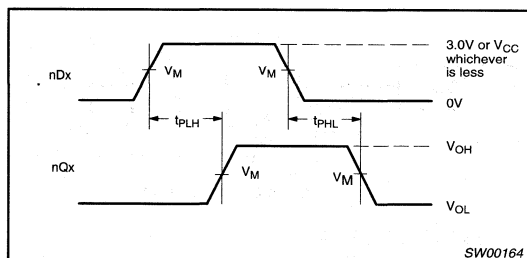 3.0V or VCC
whichever
is less
nDx
VM
VM
0V
tPLH
tPHL
VOH
nQx
VM
VM
VOL
SW00164